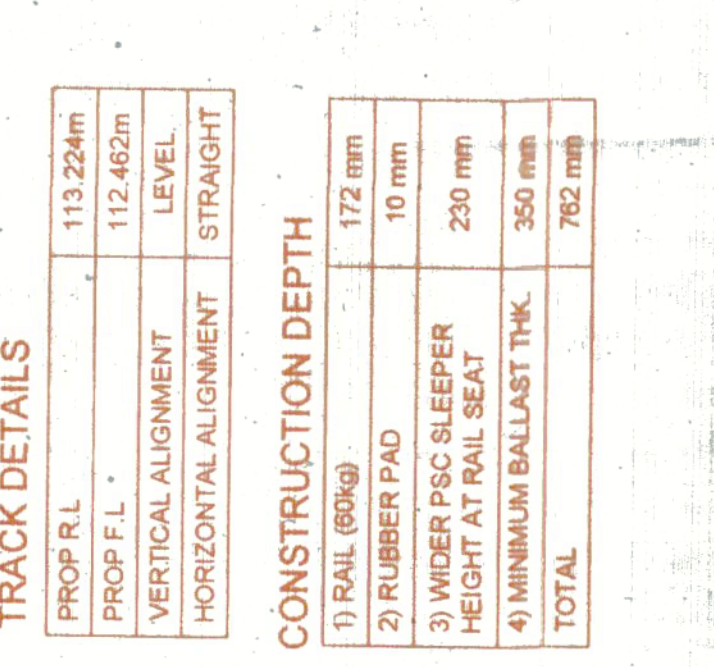 TRACK DETAILS
PROP R.L 113.224m
PROP F.L 112.462m
VERTICAL ALIGNMENT LEVEL.
HORIZONTAL ALIGNMENT STRAIGHT
CONSTRUCTION DEPTH
1) RAIL (60kg) 172 mm
2) RUBBER PAD 10 mm
3) WIDER PSC SLEEPER
HEIGHT AT RAIL SEAT 230 mm
4) MINIMUM BALLAST THK. 350 mm
TOTAL 762 mm